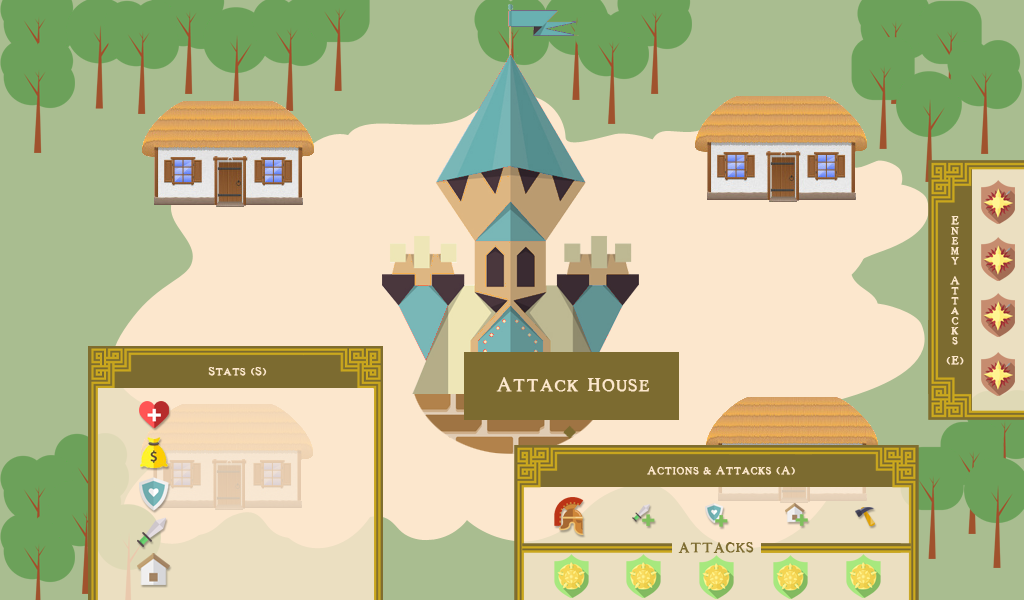 ENEMY ATTACKS (E)
STATS (S)
ATTACK HOUSE
ACTIONS & ATTACKS (A)
ATTACKS
$